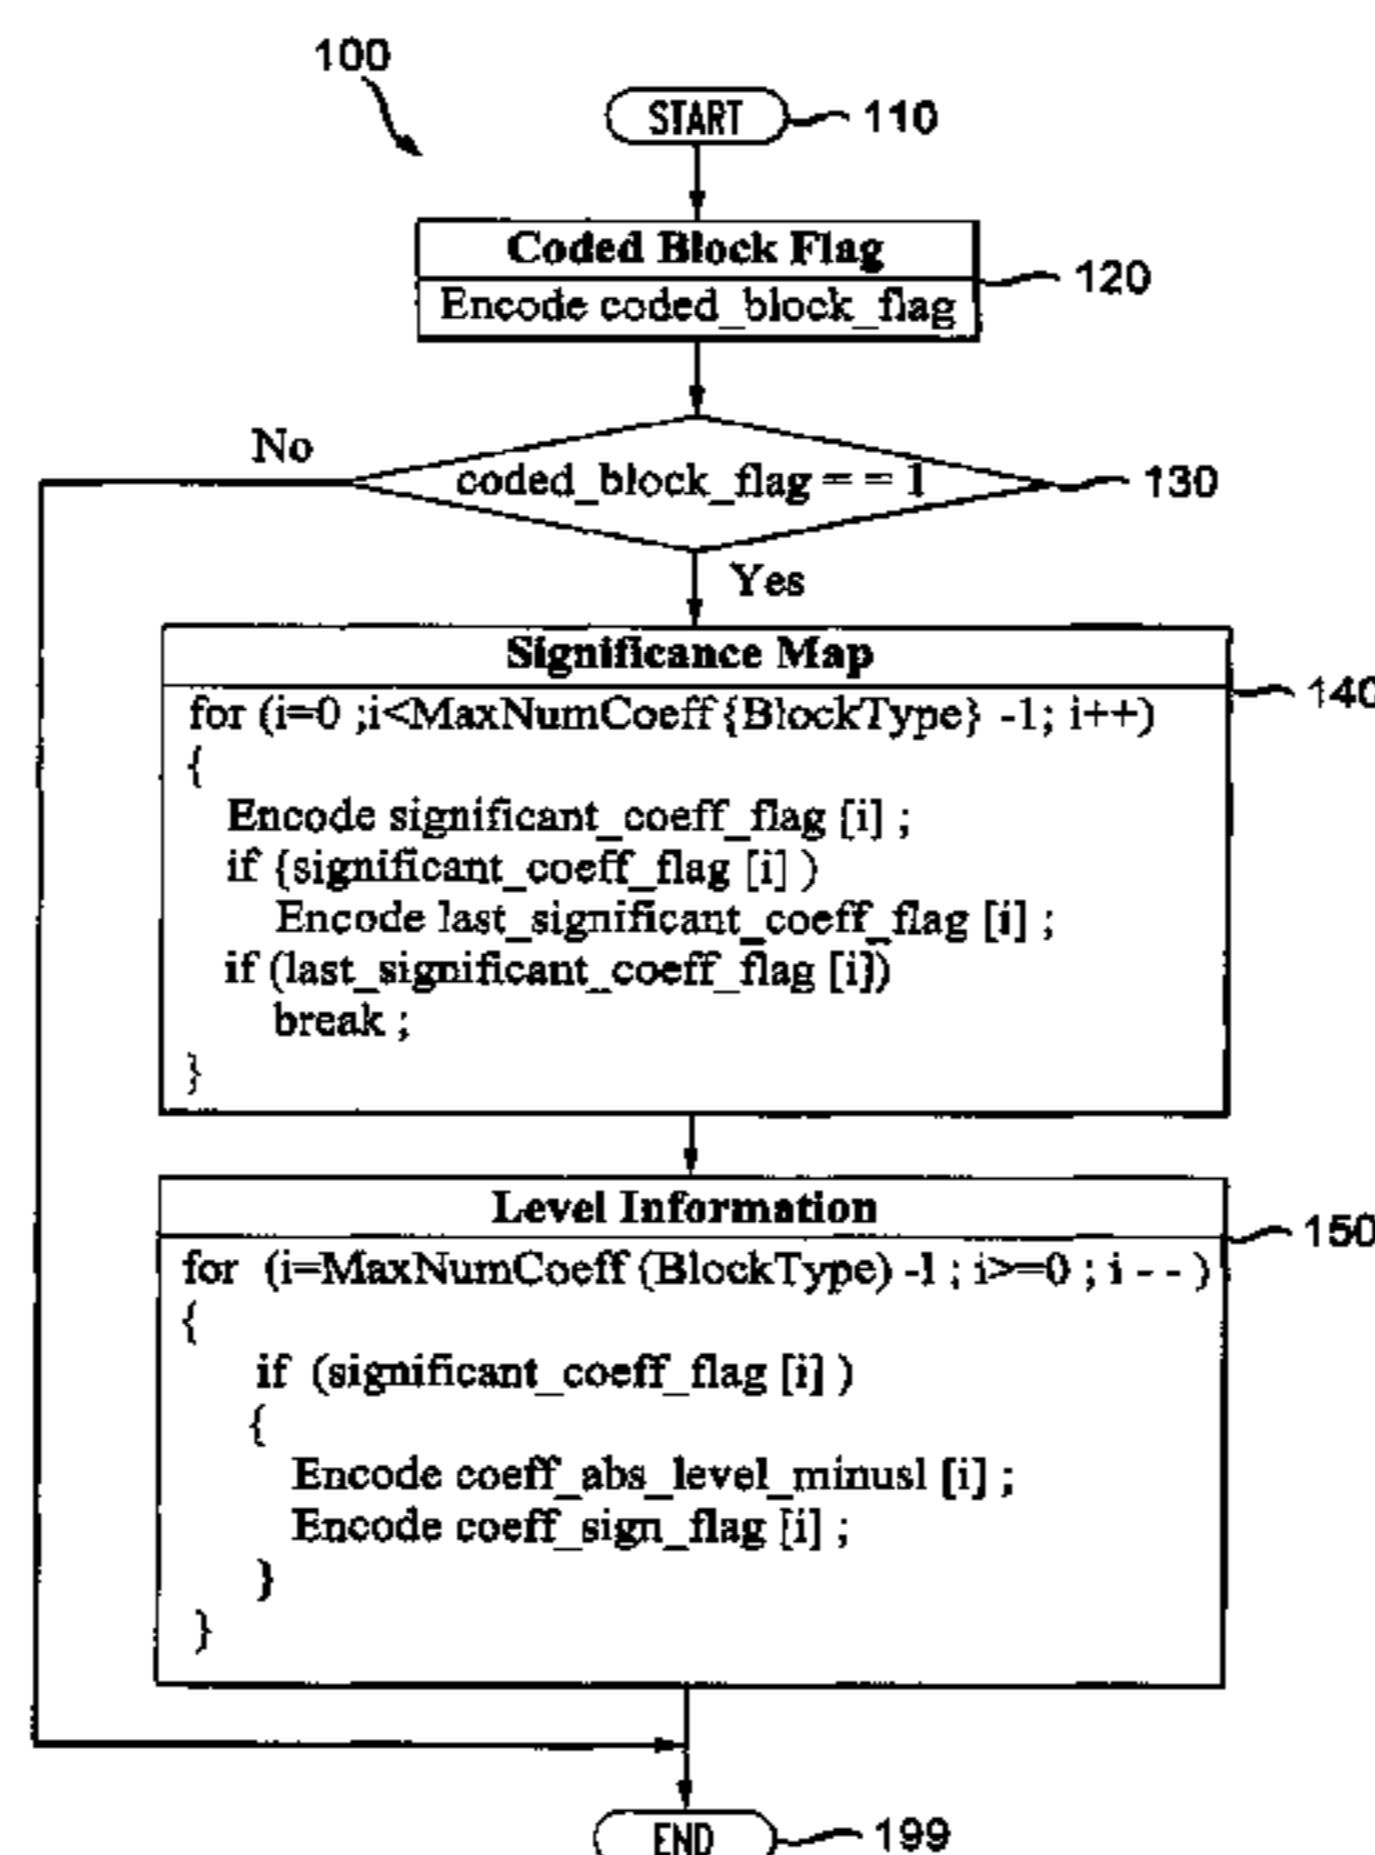 100
START
110
Coded Block Flag
120
Encode coded_block_flag
No
coded_block_flag = = 1
130
Yes
Significance Map
140
for (i=0 ;i<MaxNumCoeff{BlockType} -1; i++)
{
Encode significant_coeff_flag [i] ;
if {significant_coeff_flag [i] )
Encode last_significant_coeff_flag [i] ;
if (last_significant_coeff_flag [i])
break ;
}
Level Information
150
for (i=MaxNumCoeff (BlockType) -1 ; i>=0 ; i - - )
{
if (significant_coeff_flag [i] )
{
Encode coeff_abs_level_minusl [i] ;
Encode coeff_sign_flag [i] ;
}
}
END
199